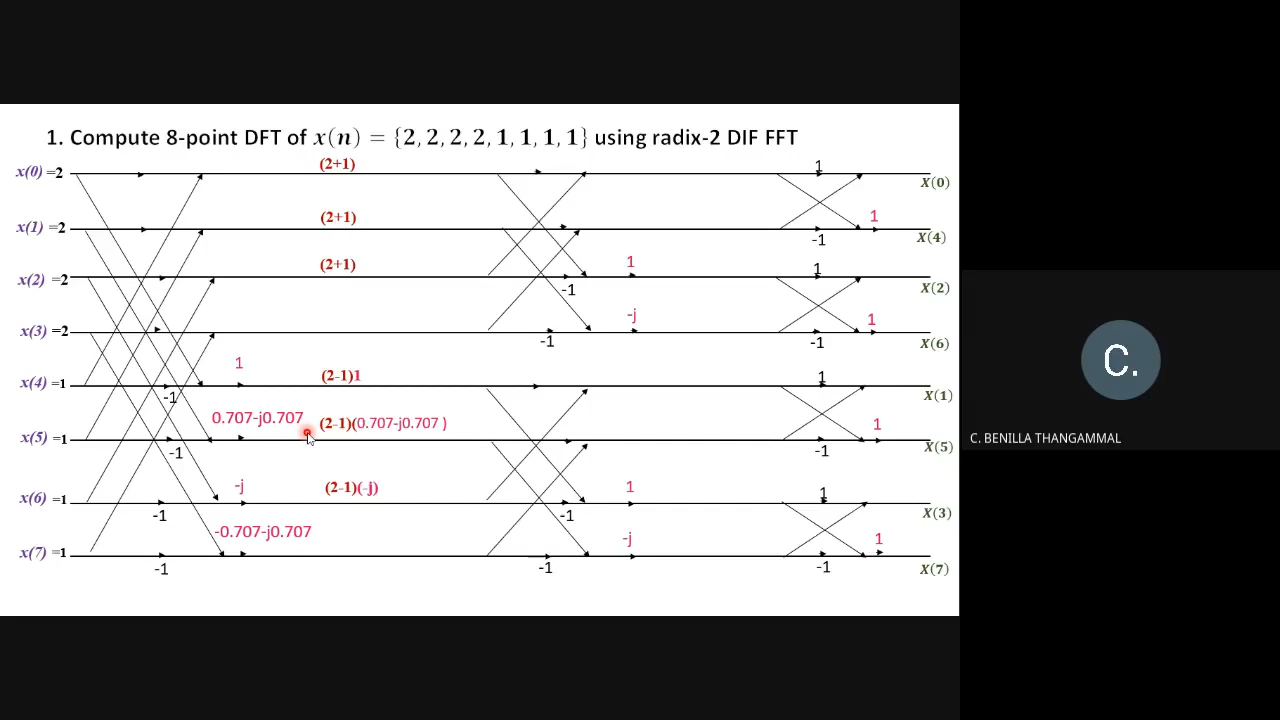 1. Compute 8-point DFT of x(n) = {2, 2, 2, 2, 1, 1, 1, 1} using radix-2 DIF FFT
x(0) =2 (2+1) 1 X(0)
x(1) =2 (2+1) 1 -1 X(4)
x(2) =2 (2+1) 1 -1 1 X(2)
x(3) =2 -j -1 1 -1 X(6)
x(4) =1 1 -1 (2-1)1 1 X(1)
x(5) =1 0.707-j0.707 -1 (2-1)(0.707-j0.707 ) 1 -1 X(5)
x(6) =1 -j -1 (2-1)(-j) 1 -1 1 X(3)
x(7) =1 -0.707-j0.707 -1 -j -1 1 -1 X(7)
C.
C. BENILLA THANGAMMAL